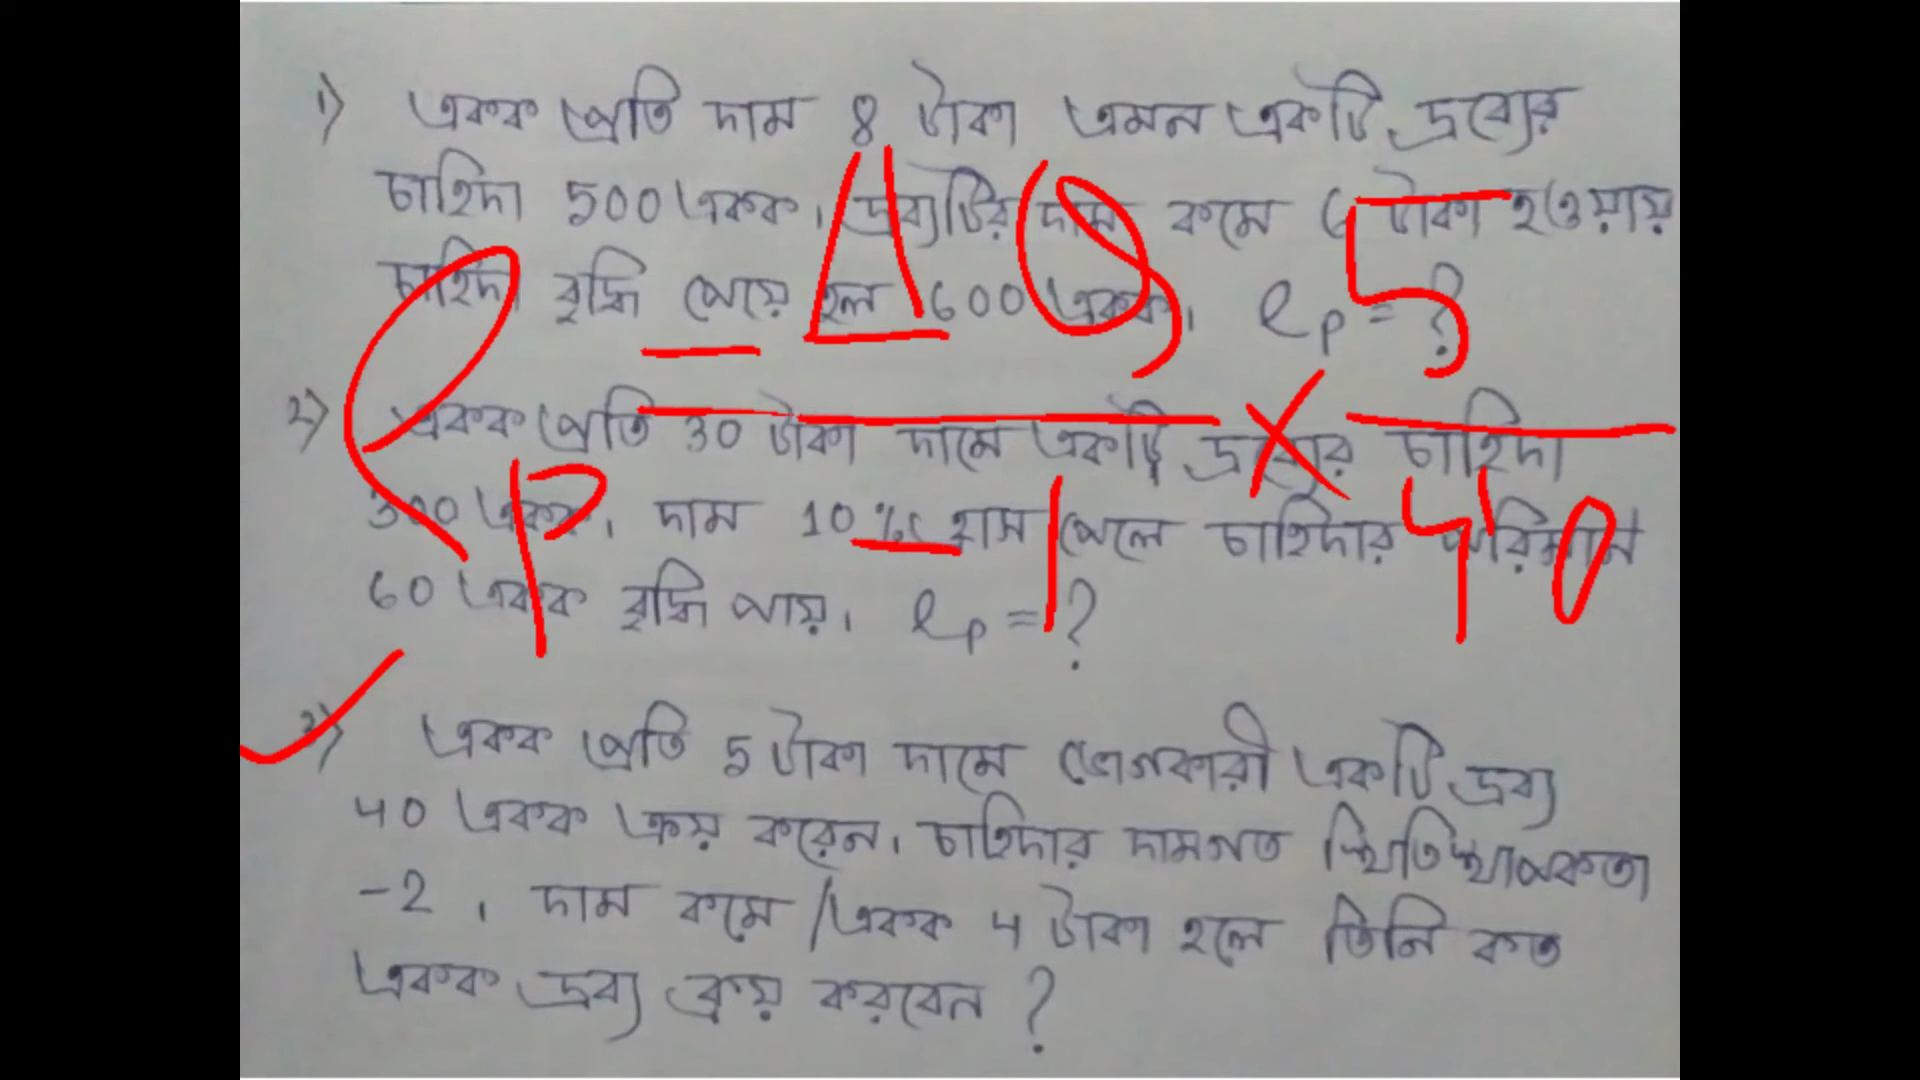 1) একক প্রতি দাম 8 টাকা এমন একটি দ্রব্যের
চাহিদা 500 একক। দ্রব্যটির দাম কমে 6 টাকা হওয়ায়
চাহিদা বৃদ্ধি পেয়ে হল 600 একক। ep = ?
2) একক প্রতি 30 টাকা দামে একটি দ্রব্যের চাহিদা
300 একক। দাম 10% হ্রাস পেলে চাহিদার পরিমান
60 একক বৃদ্ধি পায়। ep = ?
3) একক প্রতি 5 টাকা দামে ভোগকারী একটি দ্রব্য
40 একক ক্রয় করেন। চাহিদার দামগত স্থিতিস্থাপকতা
-2। দাম কমে /একক 4 টাকা হলে তিনি কত
একক দ্রব্য ক্রয় করবেন ?
ep = - ΔQ × 5
-1 40